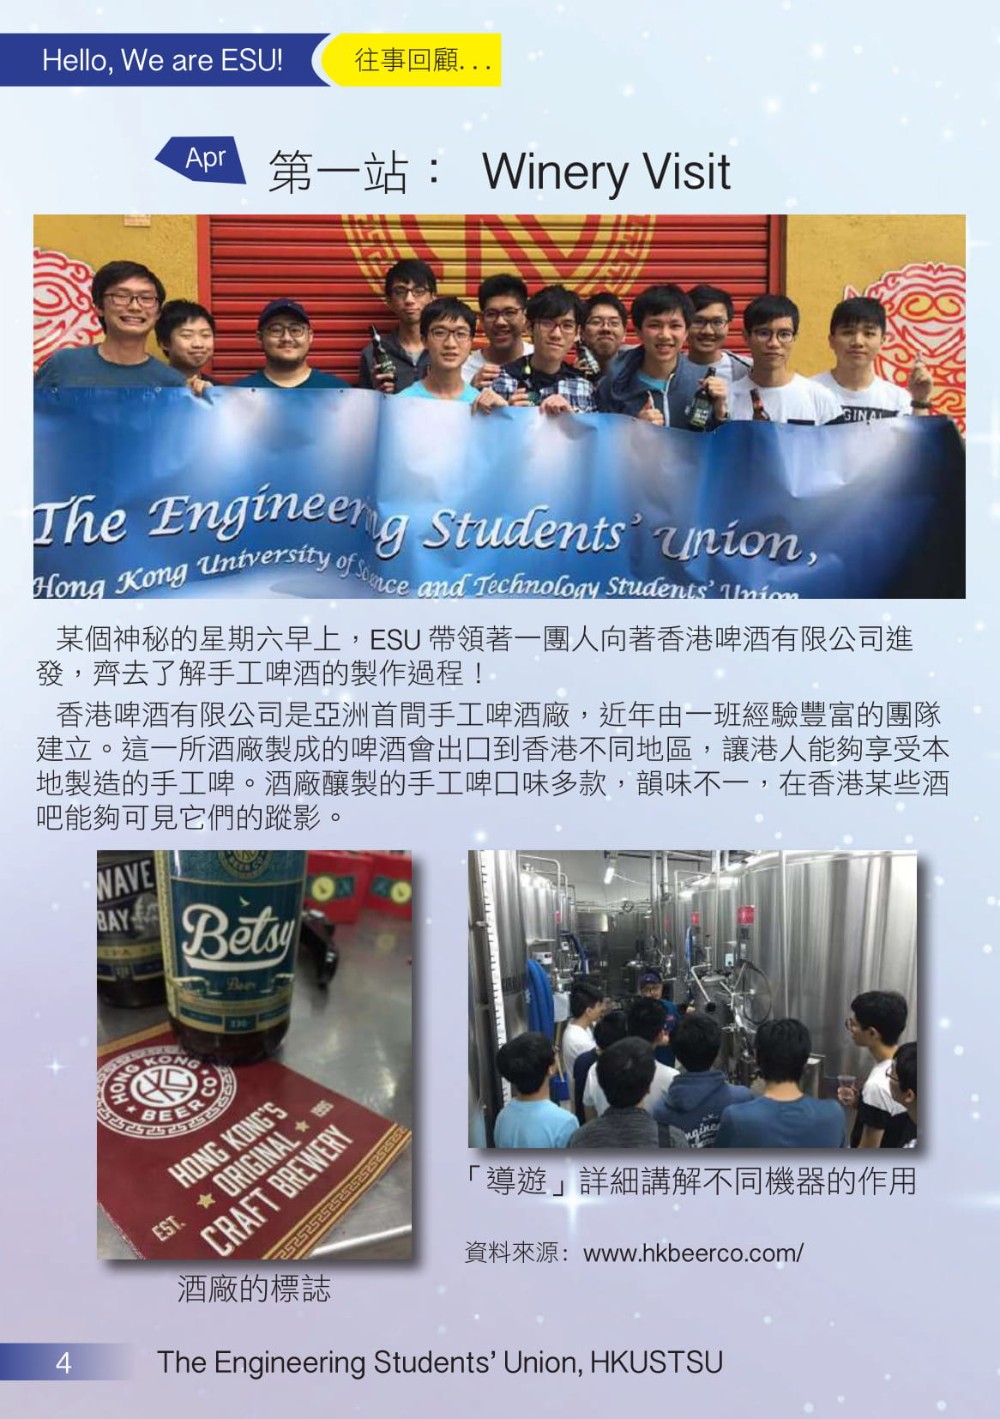 Hello, We are ESU!
往事回顧...
Apr
第一站： Winery Visit
GINAL
The Engineering Students' Union,
Hong Kong University of Science and Technology Students' Union
某個神秘的星期六早上，ESU 帶領著一團人向著香港啤酒有限公司進
發，齊去了解手工啤酒的製作過程！
香港啤酒有限公司是亞洲首間手工啤酒廠，近年由一班經驗豐富的團隊
建立。這一所酒廠製成的啤酒會出口到香港不同地區，讓港人能夠享受本
地製造的手工啤。酒廠釀製的手工啤口味多款，韻味不一，在香港某些酒
吧能夠可見它們的蹤影。
WAVE
BAY
Betsy
Beer
330
HONG KONG
BEER CO
HONG KONG'S
ORIGINAL
CRAFT BREWERY
EST.
1995
酒廠的標誌
「導遊」詳細講解不同機器的作用
資料來源：www.hkbeerco.com/
4
The Engineering Students' Union, HKUSTSU